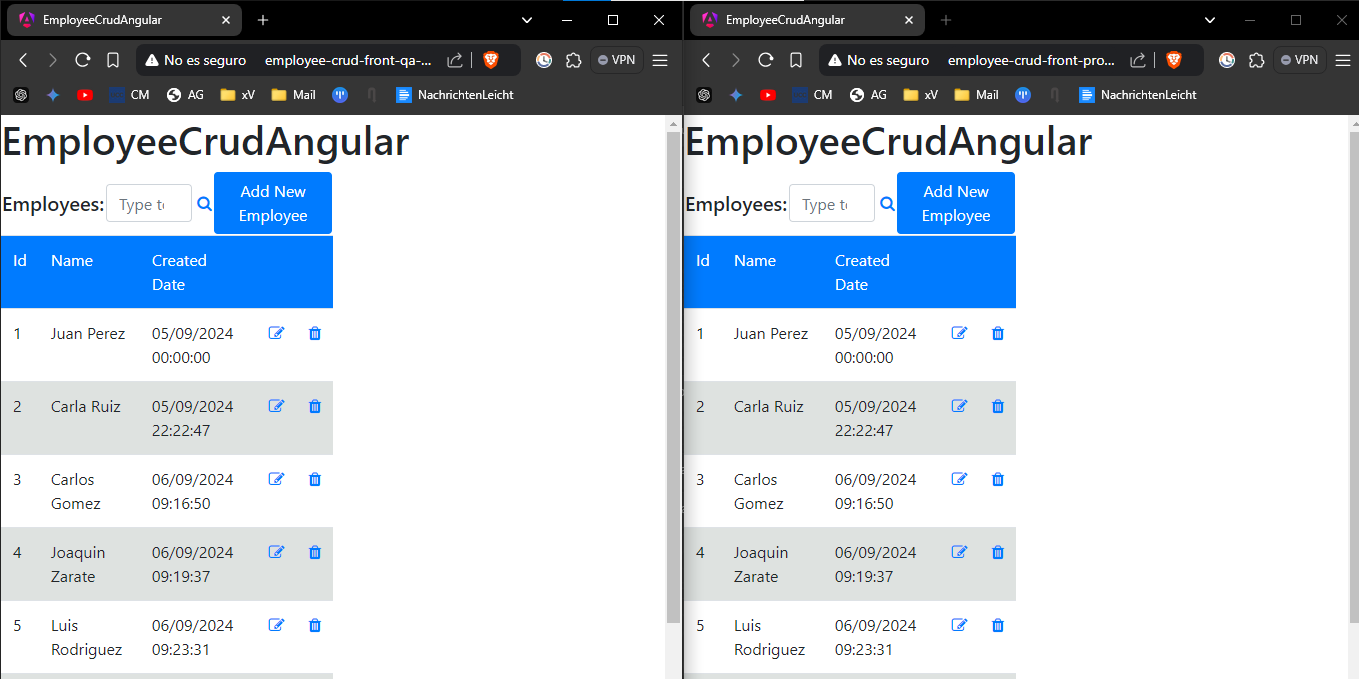 EmployeeCrudAngular
No es seguro employee-crud-front-qa-... VPN
CM AG xV Mail NachrichtenLeicht
EmployeeCrudAngular
Employees: Type to Add New
Employee
Id Name Created
Date
1 Juan Perez 05/09/2024
00:00:00
2 Carla Ruiz 05/09/2024
22:22:47
3 Carlos 06/09/2024
Gomez 09:16:50
4 Joaquin 06/09/2024
Zarate 09:19:37
5 Luis 06/09/2024
Rodriguez 09:23:31
EmployeeCrudAngular
No es seguro employee-crud-front-pro... VPN
CM AG xV Mail NachrichtenLeicht
EmployeeCrudAngular
Employees: Type to Add New
Employee
Id Name Created
Date
1 Juan Perez 05/09/2024
00:00:00
2 Carla Ruiz 05/09/2024
22:22:47
3 Carlos 06/09/2024
Gomez 09:16:50
4 Joaquin 06/09/2024
Zarate 09:19:37
5 Luis 06/09/2024
Rodriguez 09:23:31